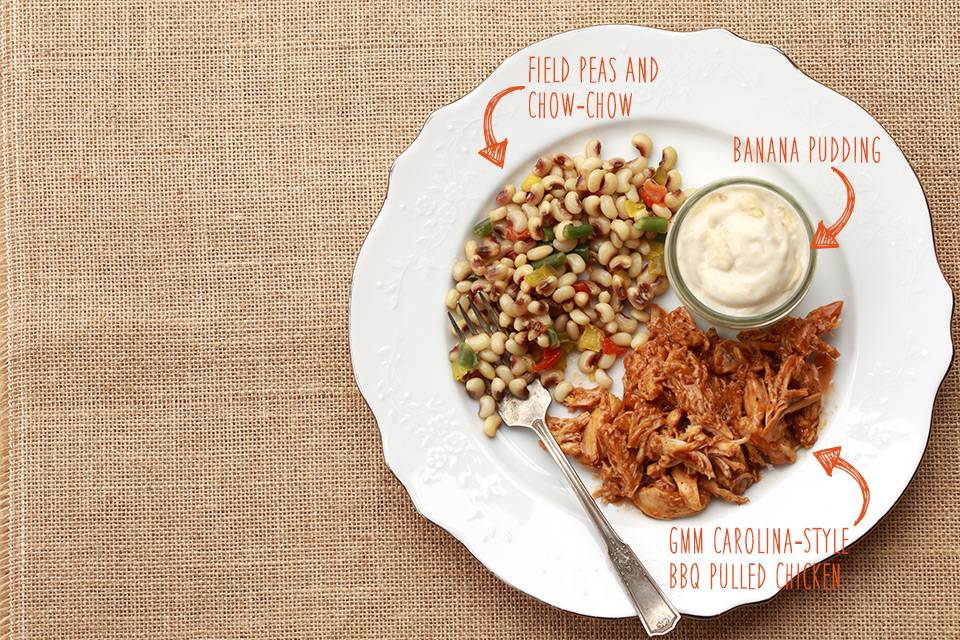 FIELD PEAS AND
CHOW-CHOW
BANANA PUDDING
GMM CAROLINA-STYLE
BBQ PULLED CHICKEN